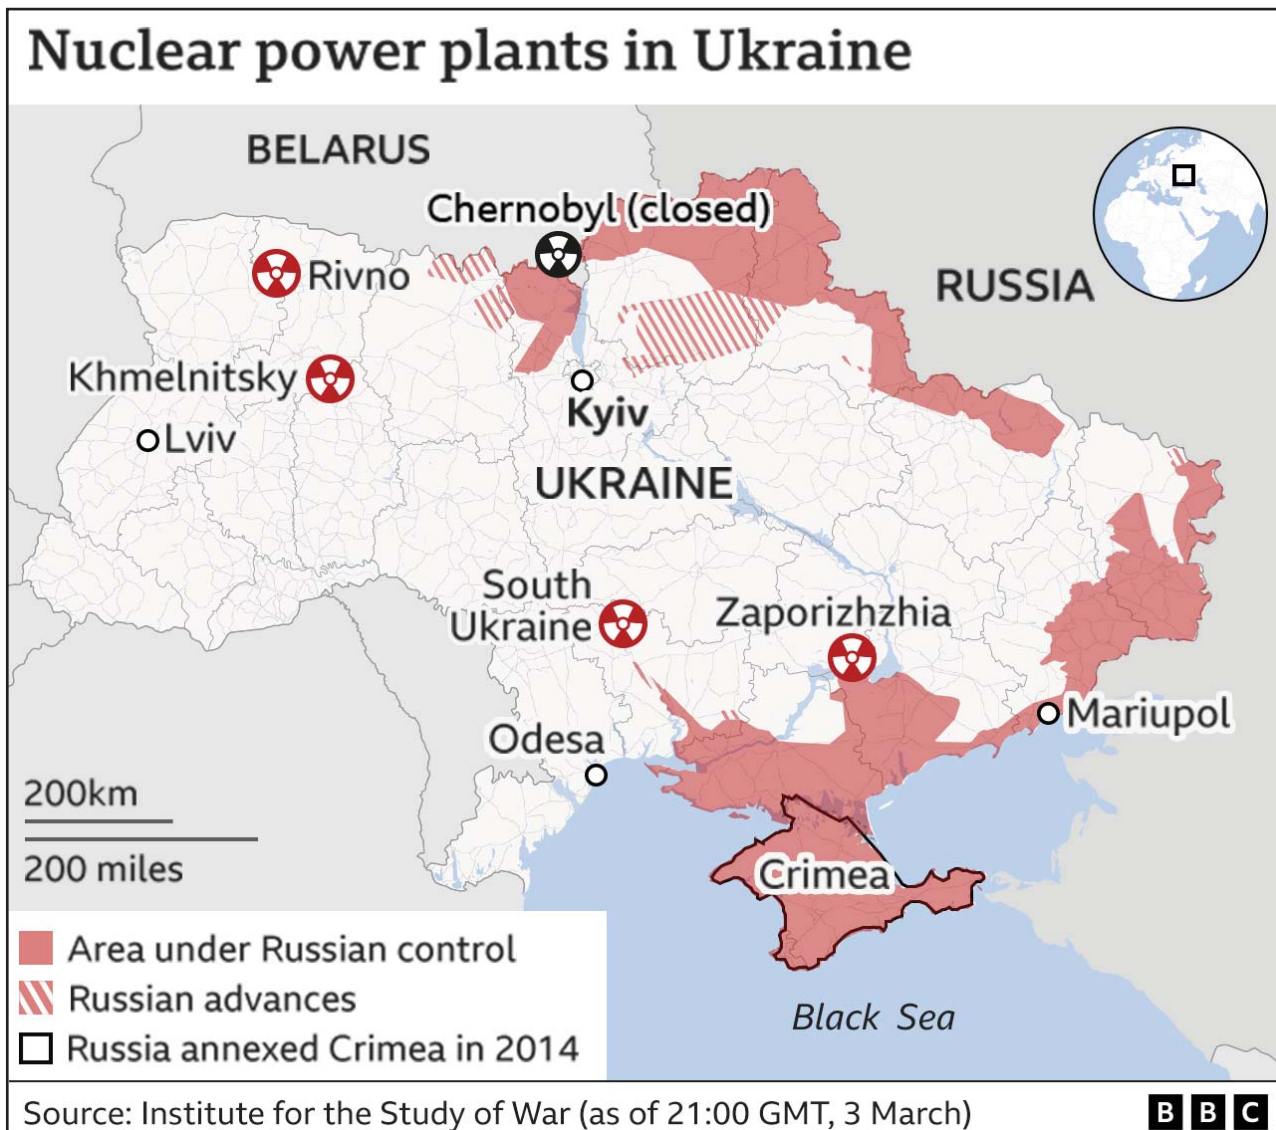 Nuclear power plants in Ukraine
BELARUS
Chernobyl (closed)
Rivno
RUSSIA
Khmelnitsky
Kyiv
Lviv
UKRAINE
South
Ukraine
Zaporizhzhia
Mariupol
Odesa
200km
200 miles
Crimea
Area under Russian control
Russian advances
Russia annexed Crimea in 2014
Black Sea
Source: Institute for the Study of War (as of 21:00 GMT, 3 March)
BBC